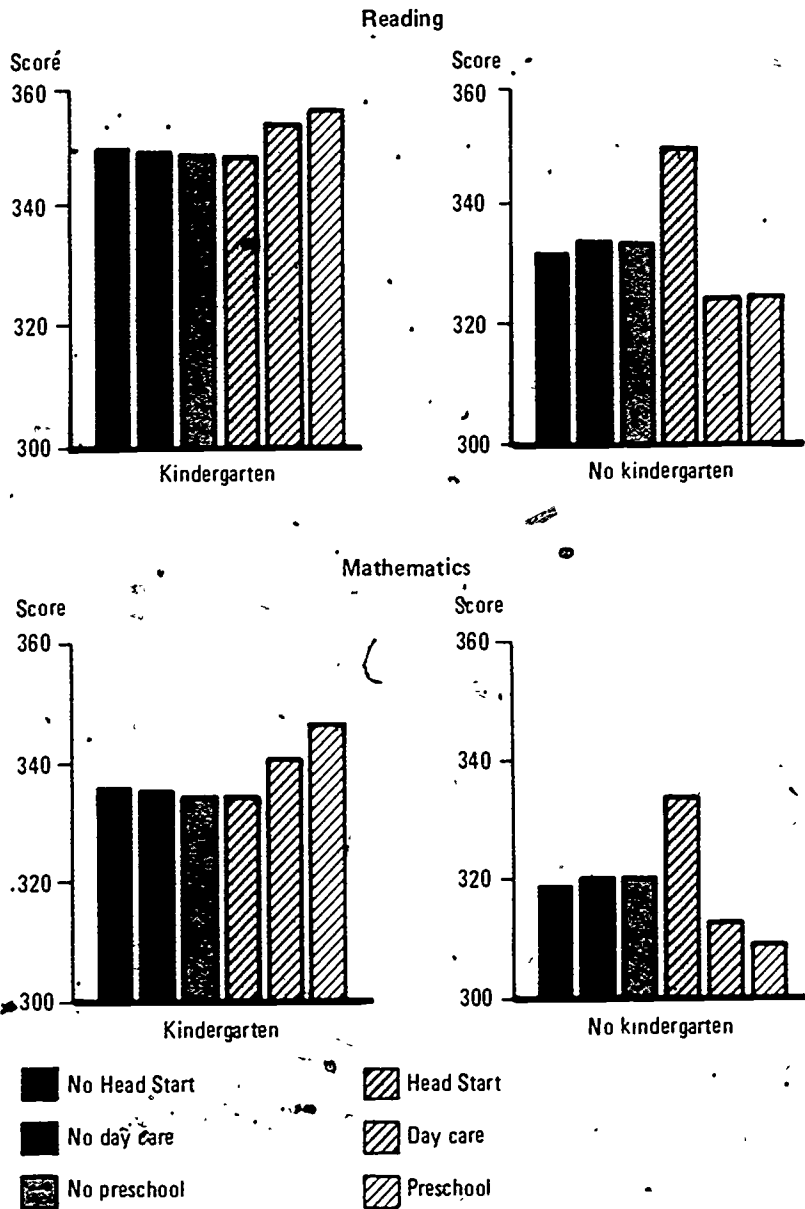 Reading
Score
360
340
320
300
Kindergarten
Score
360
340
320
300
No kindergarten
Mathematics
Score
360
340
320
300
Kindergarten
Score
360
340
320
300
No kindergarten
No Head Start
No day care
No preschool
Head Start
Day care
Preschool